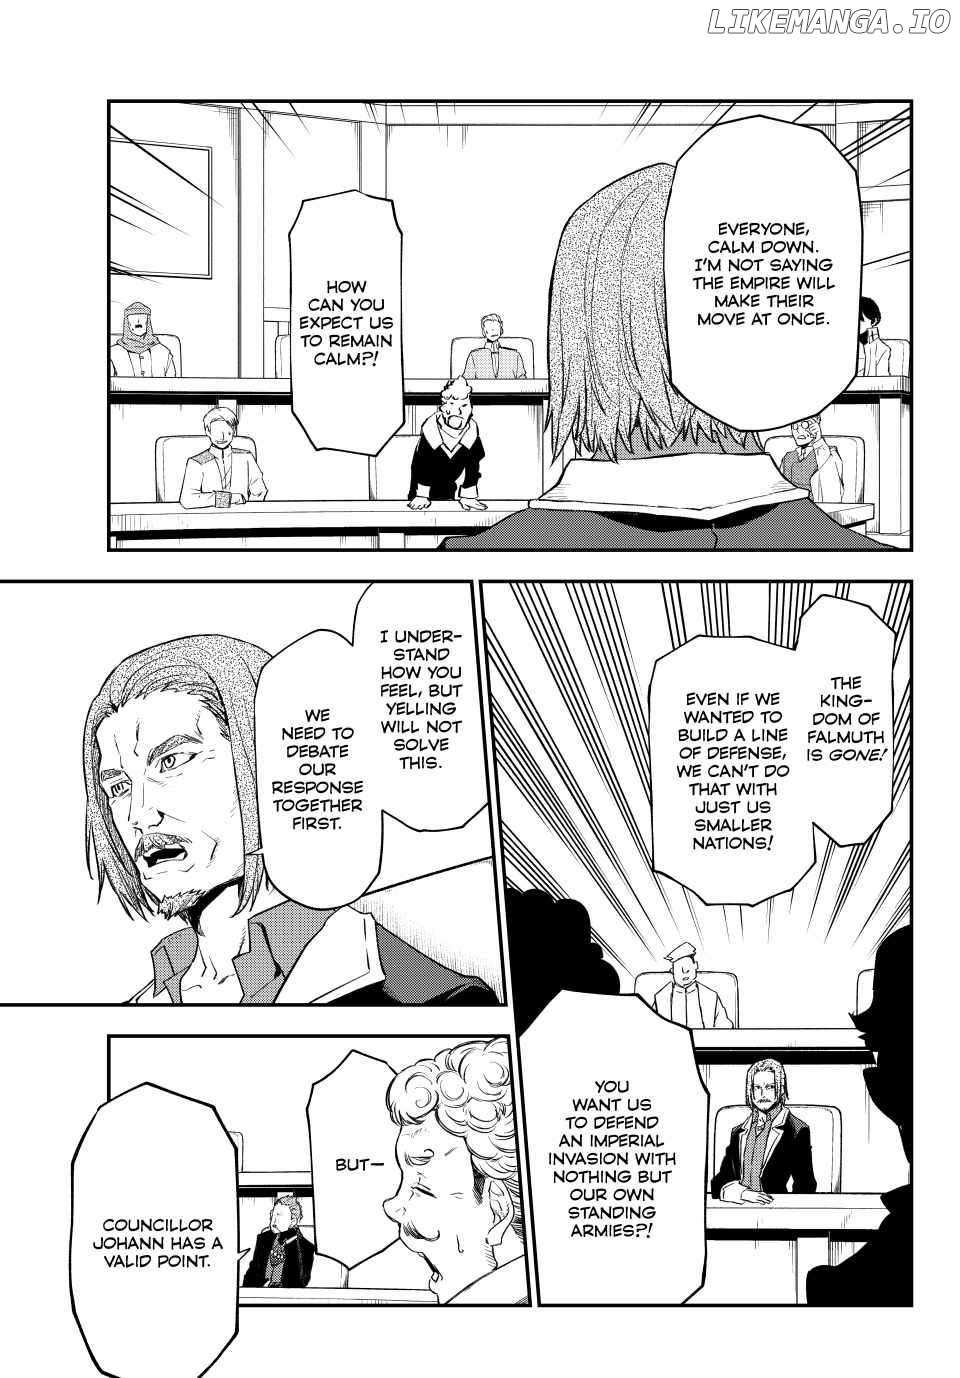 LIKEMANGA.IO
EVERYONE,
CALM DOWN.
I'M NOT SAYING
THE EMPIRE WILL
MAKE THEIR
MOVE AT ONCE.
HOW
CAN YOU
EXPECT US
TO REMAIN
CALM?!
THE
KING-
DOM OF
FALMUTH
IS GONE!
EVEN IF WE
WANTED TO
BUILD A LINE
OF DEFENSE,
WE CAN'T DO
THAT WITH
JUST US
SMALLER
NATIONS!
YOU
WANT US
TO DEFEND
AN IMPERIAL
INVASION WITH
NOTHING BUT
OUR OWN
STANDING
ARMIES?!
I UNDER-
STAND
HOW YOU
FEEL, BUT
YELLING
WILL NOT
SOLVE
THIS.
WE
NEED TO
DEBATE
OUR
RESPONSE
TOGETHER
FIRST.
BUT—
COUNCILLOR
JOHANN HAS A
VALID POINT.